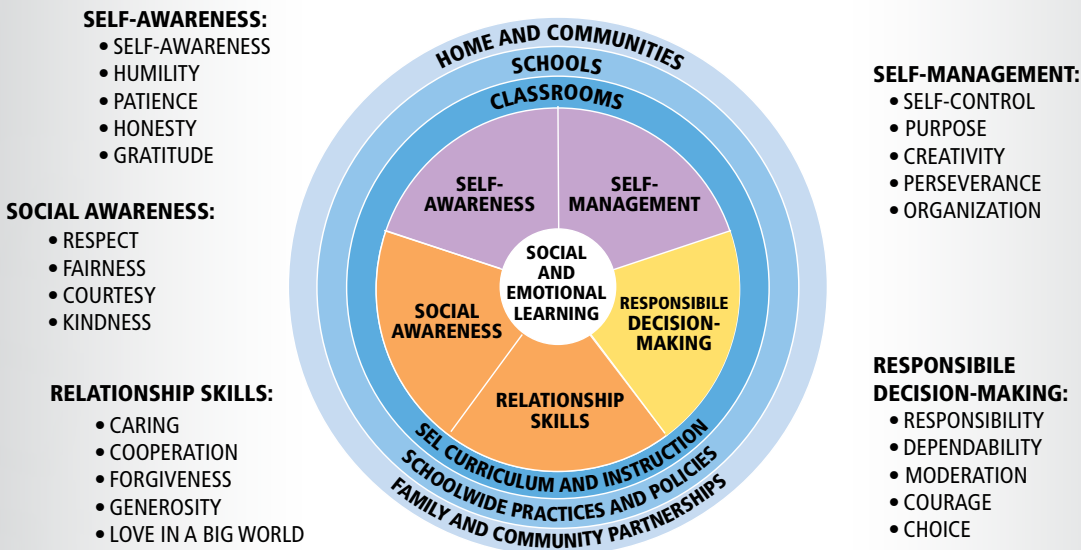 SELF-AWARENESS:
• SELF-AWARENESS
• HUMILITY
• PATIENCE
• HONESTY
• GRATITUDE
SOCIAL AWARENESS:
• RESPECT
• FAIRNESS
• COURTESY
• KINDNESS
RELATIONSHIP SKILLS:
• CARING
• COOPERATION
• FORGIVENESS
• GENEROSITY
• LOVE IN A BIG WORLD
HOME AND COMMUNITIES
SCHOOLS
CLASSROOMS
SELF-
AWARENESS
SELF-
MANAGEMENT
SOCIAL
AND
EMOTIONAL
LEARNING
SOCIAL
AWARENESS
RESPONSIBILE
DECISION-
MAKING
RELATIONSHIP
SKILLS
SEL CURRICULUM AND INSTRUCTION
SCHOOLWIDE PRACTICES AND POLICIES
FAMILY AND COMMUNITY PARTNERSHIPS
SELF-MANAGEMENT:
• SELF-CONTROL
• PURPOSE
• CREATIVITY
• PERSEVERANCE
• ORGANIZATION
RESPONSIBILE
DECISION-MAKING:
• RESPONSIBILITY
• DEPENDABILITY
• MODERATION
• COURAGE
• CHOICE